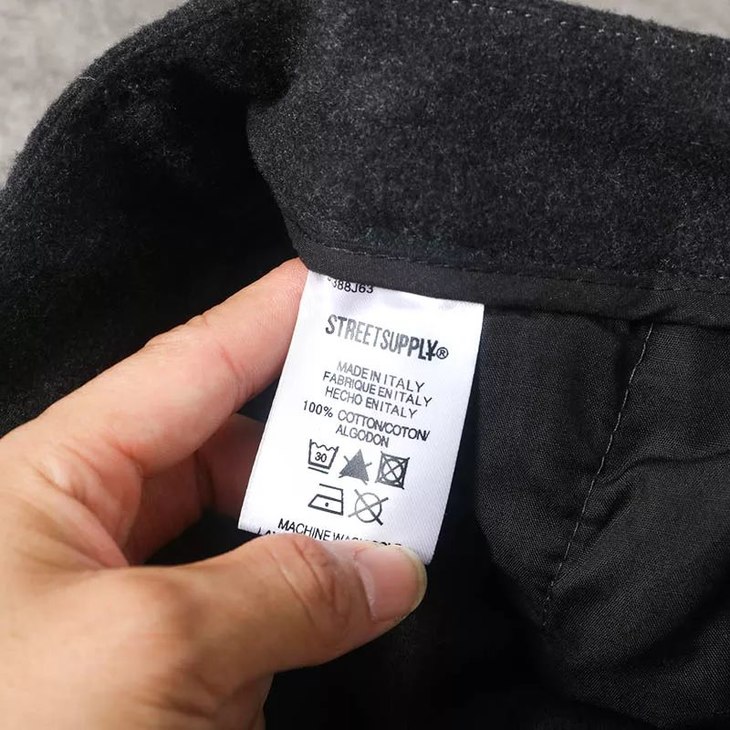 388J63
STREETSUPPLY®
MADE IN ITALY
FABRIQUE EN ITALY
HECHO EN ITALY
100% COTTON/COTON/
ALGODON
30
MACHINE WASH